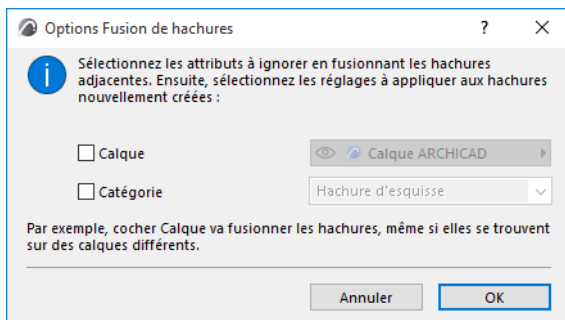 Options Fusion de hachures
?
Sélectionnez les attributs à ignorer en fusionnant les hachures
adjacentes. Ensuite, sélectionnez les réglages à appliquer aux hachures
nouvellement créées :
Calque
Calque ARCHICAD
Catégorie
Hachure d'esquisse
Par exemple, cocher Calque va fusionner les hachures, même si elles se trouvent
sur des calques différents.
Annuler
OK